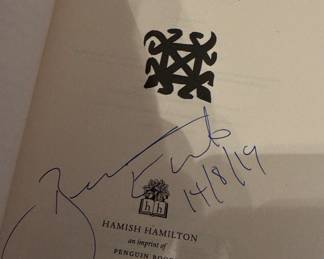 14/8/19
h h
HAMISH HAMILTON
an imprint of
PENGUIN BOOKS